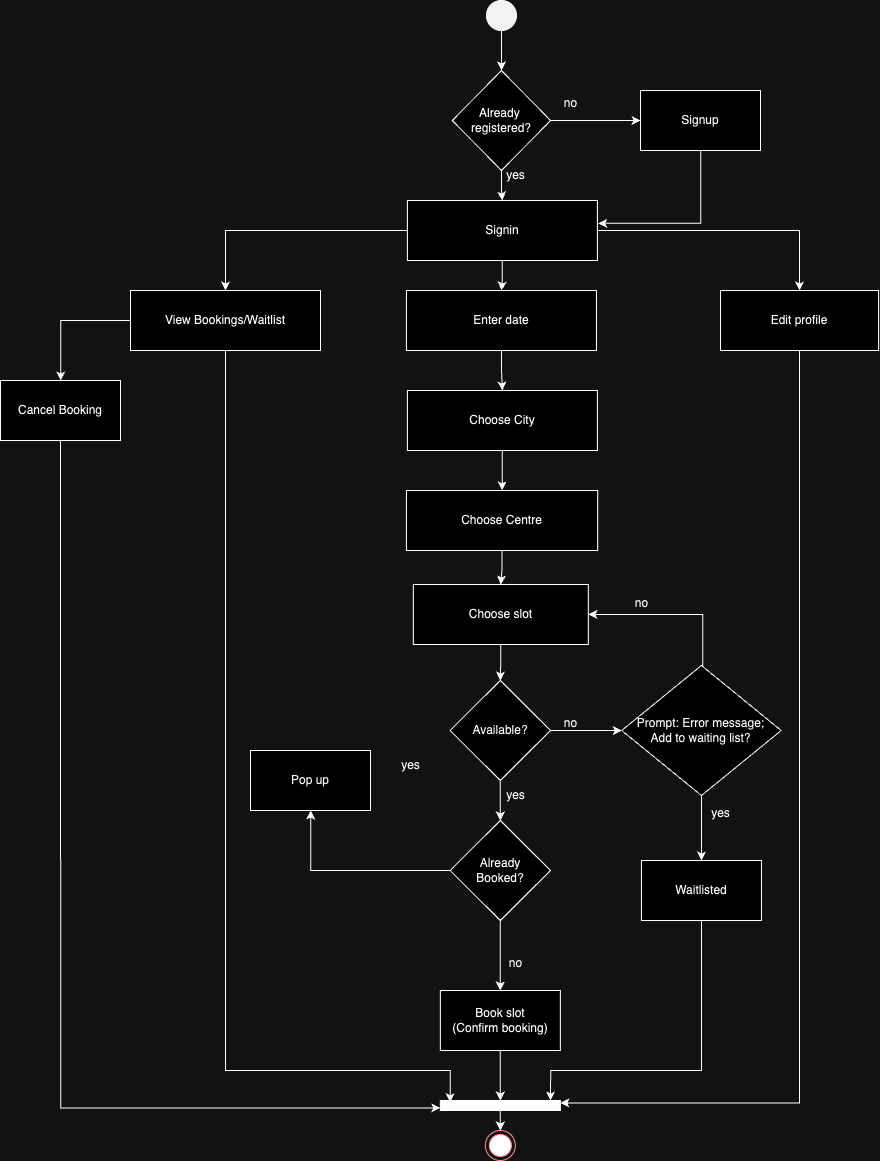 no
Already
registered?
Signup
yes
Signin
View Bookings/Waitlist
Enter date
Edit profile
Cancel Booking
Choose City
Choose Centre
no
Choose slot
Available?
no
Prompt: Error message;
Add to waiting list?
yes
Pop up
yes
yes
Already
Booked?
Waitlisted
no
Book slot
(Confirm booking)